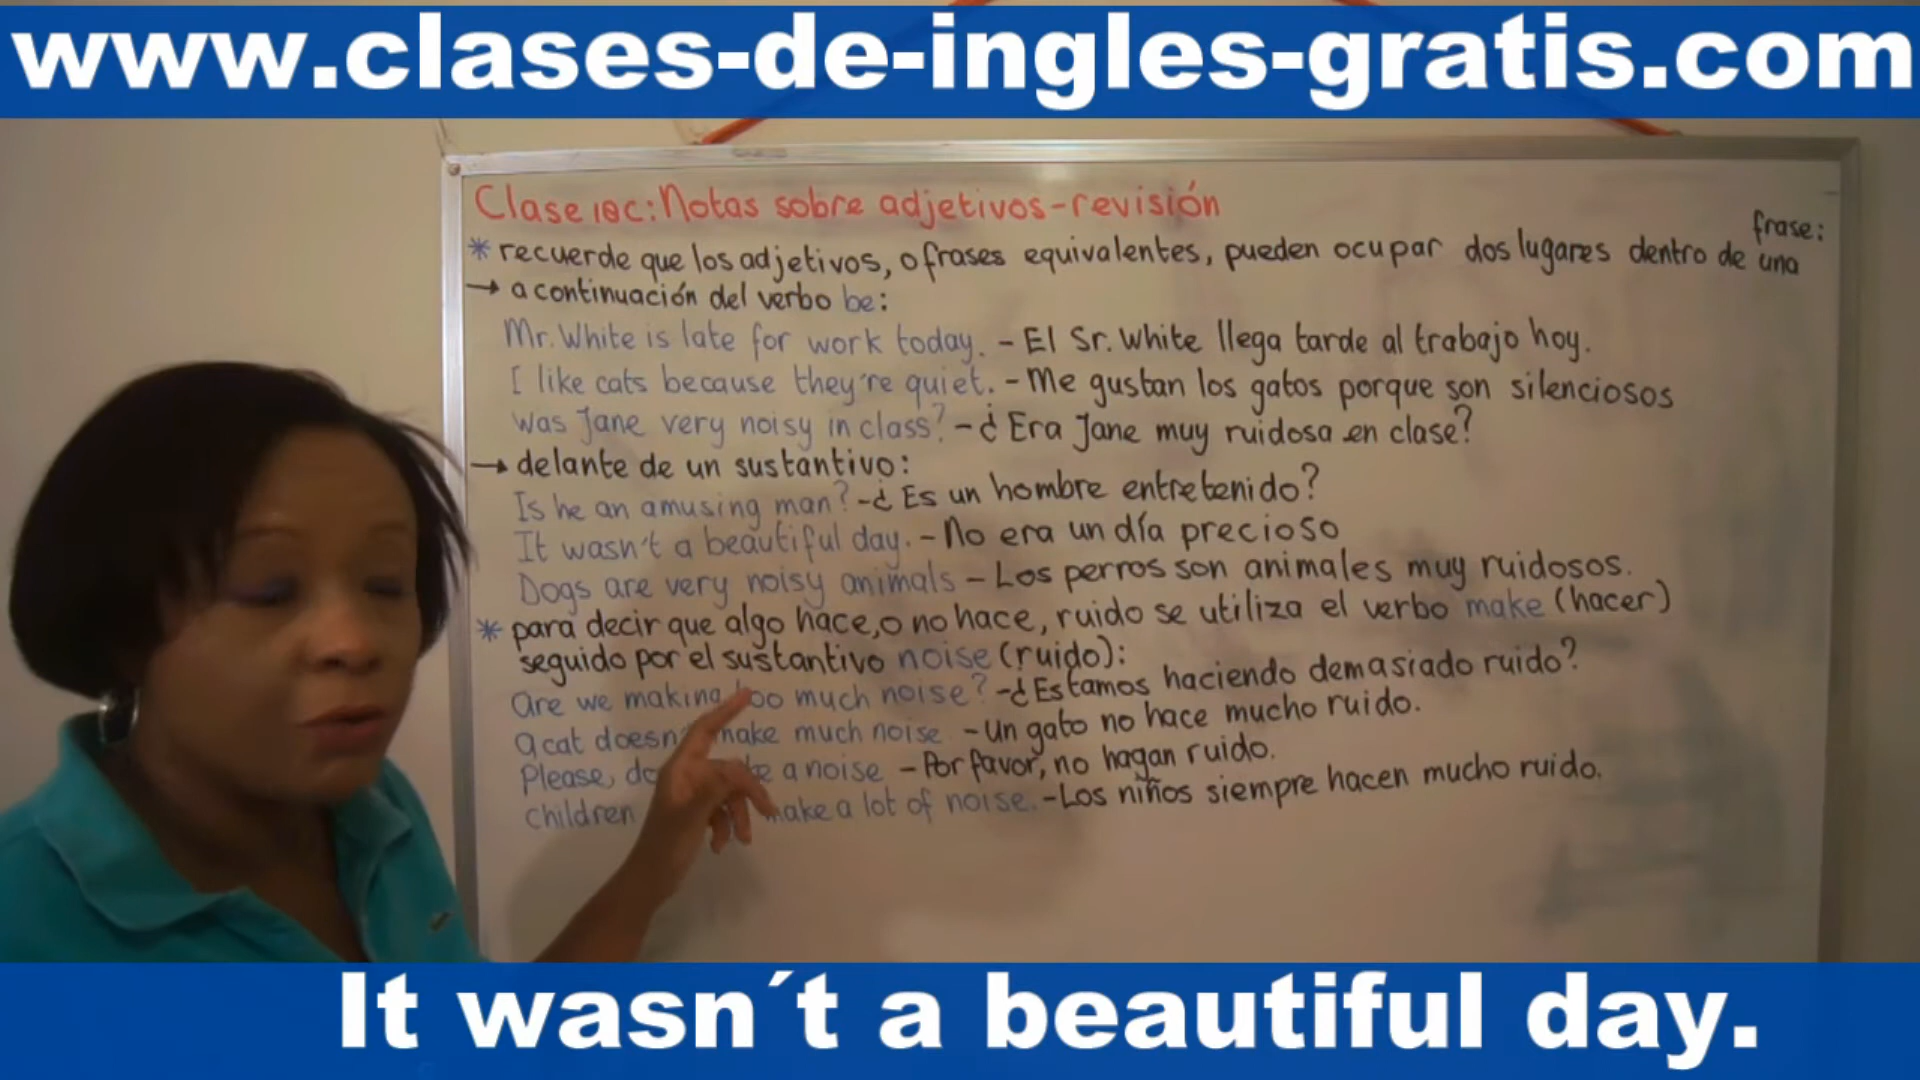 www.clases-de-ingles-gratis.com
Clase 18C: Notas sobre adjetivos-revisión
* recuerde que los adjetivos, o frases equivalentes, pueden ocupar dos lugares dentro de una frase:
→ a continuación del verbo be:
Mr. White is late for work today. - El Sr. White llega tarde al trabajo hoy.
I like cats because they're quiet. - Me gustan los gatos porque son silenciosos
Was Jane very noisy in class? - ¿Era Jane muy ruidosa en clase?
→ delante de un sustantivo:
Is he an amusing man? - ¿Es un hombre entretenido?
It wasn't a beautiful day. - No era un día precioso
Dogs are very noisy animals - Los perros son animales muy ruidosos.
* para decir que algo hace, o no hace, ruido se utiliza el verbo make (hacer)
seguido por el sustantivo noise (ruido):
Are we making too much noise? - ¿Estamos haciendo demasiado ruido?
A cat doesn't make much noise - Un gato no hace mucho ruido.
Please, a noise - Por favor, no hagan ruido.
Children make a lot of noise. - Los niños siempre hacen mucho ruido.
It wasn´t a beautiful day.